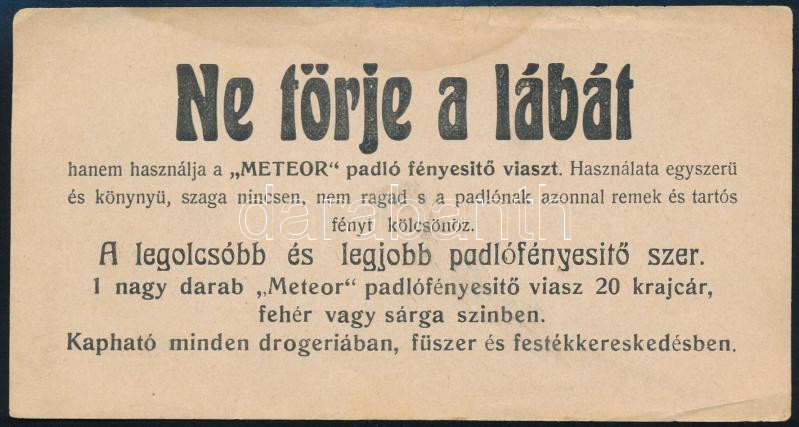 Ne törje a lábát
hanem használja a „METEOR“ padló fényesitő viaszt. Használata egyszerü
és könynyü, szaga nincsen, nem ragad s a padlónak azonnal remek és tartós
fényt kölcsönöz.
darabanth
A legolcsóbb és legjobb padlófényesitő szer.
1 nagy darab „Meteor“ padlófényesitő viasz 20 krajcár,
fehér vagy sárga szinben.
Kapható minden drogeriában, füszer és festékkereskedésben.